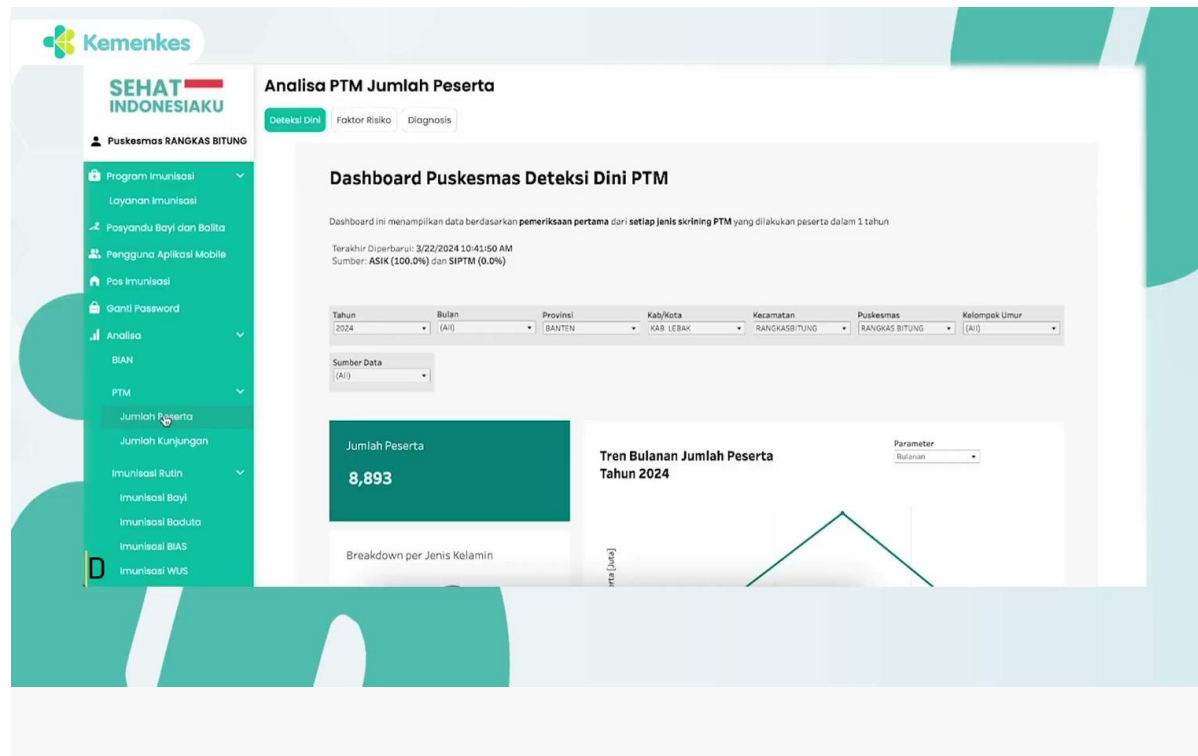 Kemenkes
SEHAT
INDONESIAKU
Puskesmas RANGKAS BITUNG
Program Imunisasi
Layanan Imunisasi
Posyandu Bayi dan Balita
Pengguna Aplikasi Mobile
Pos Imunisasi
Ganti Password
Analisa
BIAN
PTM
Jumlah Peserta
Jumlah Kunjungan
Imunisasi Rutin
Imunisasi Bayi
Imunisasi Baduta
Imunisasi BIAS
Imunisasi WUS
D
Analisa PTM Jumlah Peserta
Deteksi Dini Faktor Risiko Diagnosis
Dashboard Puskesmas Deteksi Dini PTM
Dashboard ini menampilkan data berdasarkan pemeriksaan pertama dari setiap jenis skrining PTM yang dilakukan peserta dalam 1 tahun
Terakhir Diperbarui: 3/22/2024 10:41:50 AM
Sumber: ASIK (100.0%) dan SIPTM (0.0%)
Tahun Bulan Provinsi Kab/Kota Kecamatan Puskesmas Kelompok Umur
2024 (All) BANTEN KAB. LEBAK RANGKASBITUNG RANGKAS BITUNG (All)
Sumber Data
(All)
Jumlah Peserta
8,893
Breakdown per Jenis Kelamin
Tren Bulanan Jumlah Peserta
Tahun 2024
Parameter
Bulanan
[Juta]